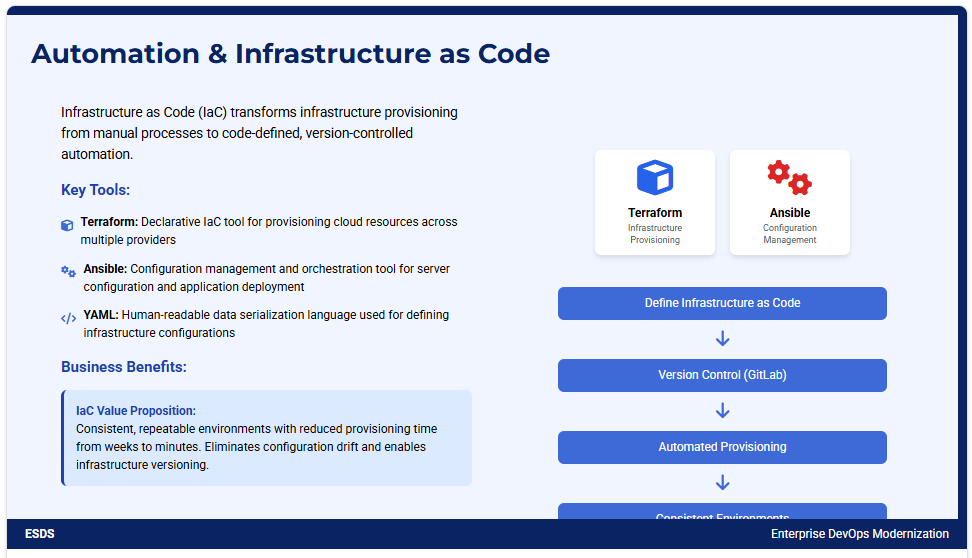 Automation & Infrastructure as Code
Infrastructure as Code (IaC) transforms infrastructure provisioning
from manual processes to code-defined, version-controlled
automation.
Key Tools:
Terraform: Declarative IaC tool for provisioning cloud resources across
multiple providers
Ansible: Configuration management and orchestration tool for server
configuration and application deployment
</> YAML: Human-readable data serialization language used for defining
infrastructure configurations
Business Benefits:
IaC Value Proposition:
Consistent, repeatable environments with reduced provisioning time
from weeks to minutes. Eliminates configuration drift and enables
infrastructure versioning.
Terraform
Infrastructure
Provisioning
Ansible
Configuration
Management
Define Infrastructure as Code
Version Control (GitLab)
Automated Provisioning
Consistent Environments
ESDS
Enterprise DevOps Modernization